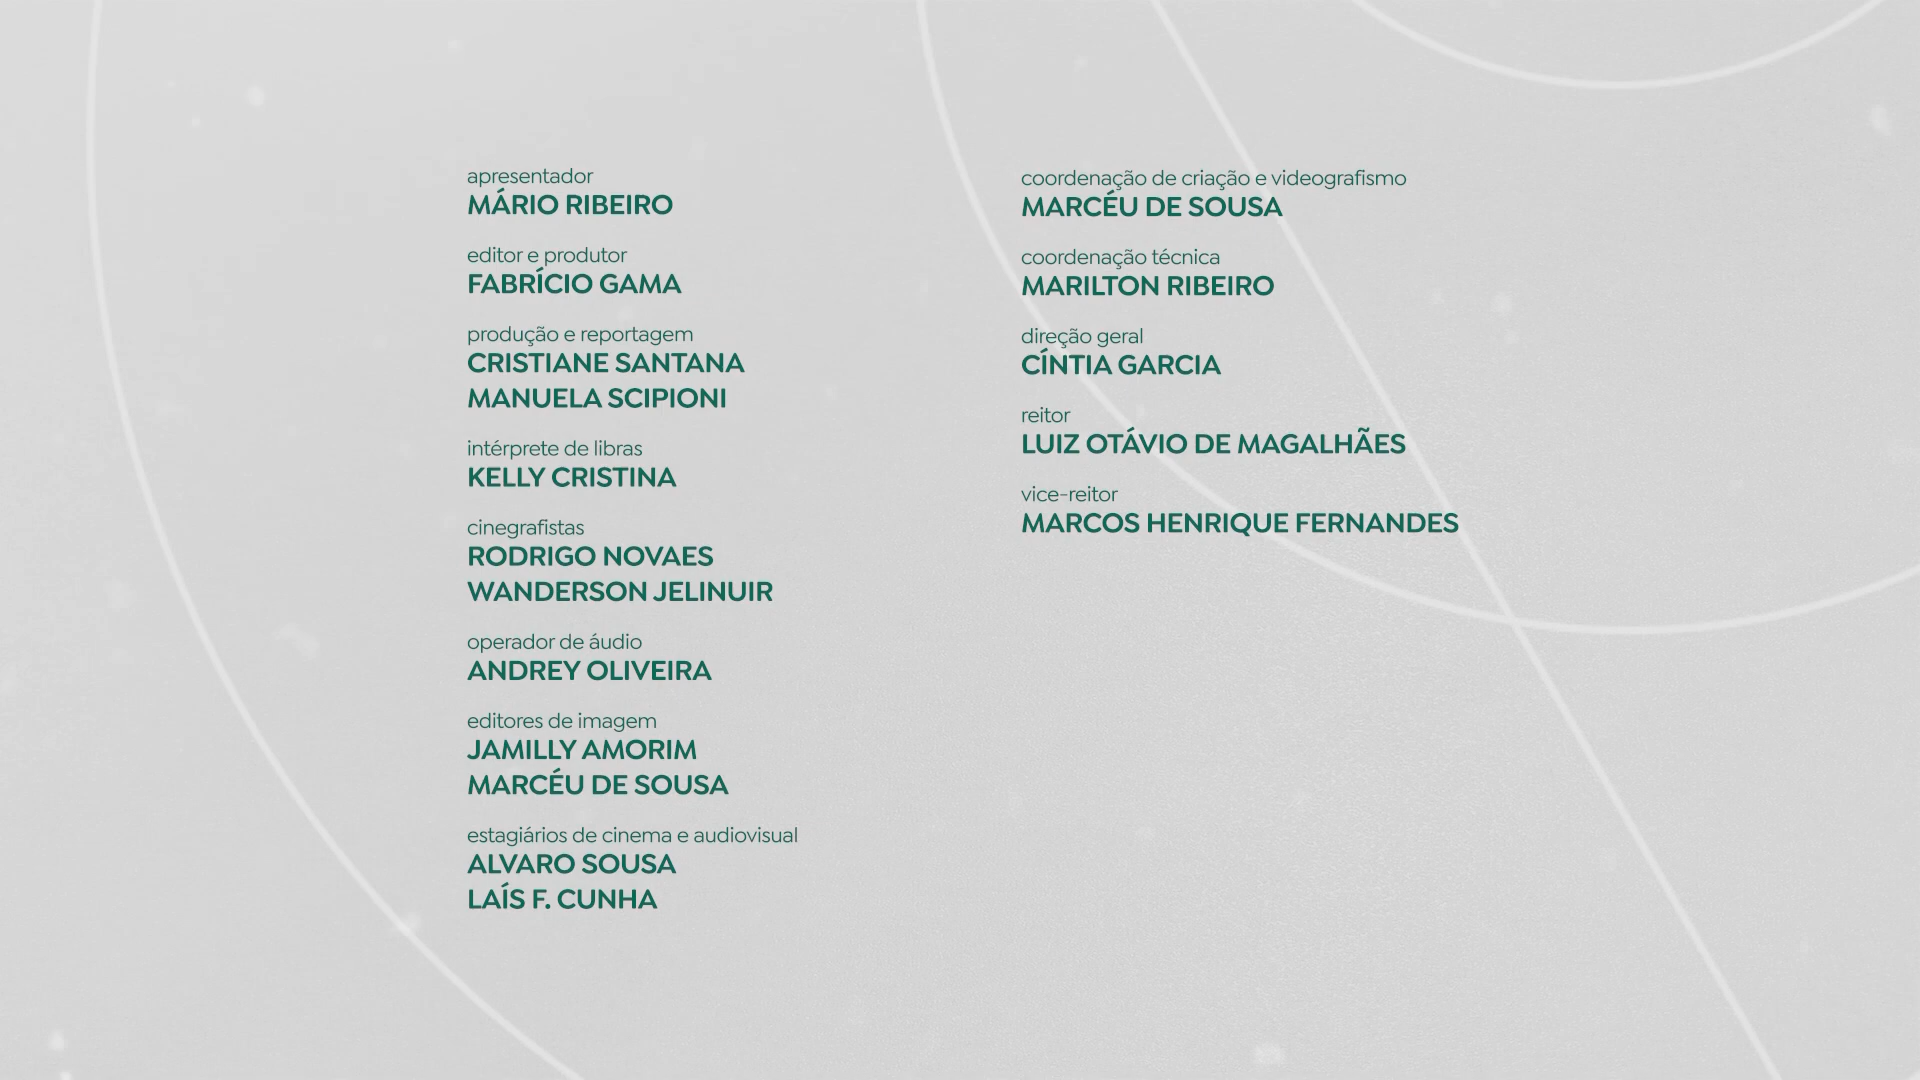 apresentador
MÁRIO RIBEIRO
editor e produtor
FABRÍCIO GAMA
produção e reportagem
CRISTIANE SANTANA
MANUELA SCIPIONI
intérprete de libras
KELLY CRISTINA
cinegrafistas
RODRIGO NOVAES
WANDERSON JELINUIR
operador de áudio
ANDREY OLIVEIRA
editores de imagem
JAMILLY AMORIM
MARCÉU DE SOUSA
estagiários de cinema e audiovisual
ALVARO SOUSA
LAÍS F. CUNHA
coordenação de criação e videografismo
MARCÉU DE SOUSA
coordenação técnica
MARILTON RIBEIRO
direção geral
CÍNTIA GARCIA
reitor
LUIZ OTÁVIO DE MAGALHÃES
vice-reitor
MARCOS HENRIQUE FERNANDES